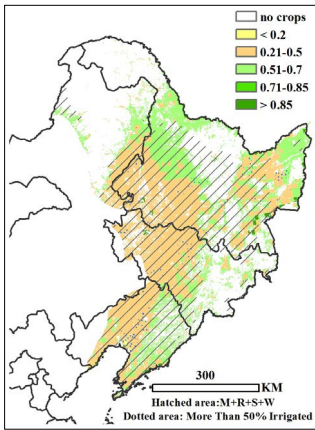 no crops
< 0.2
0.21-0.5
0.51-0.7
0.71-0.85
> 0.85
300
KM
Hatched area:M+R+S+W
Dotted area: More Than 50% Irrigated